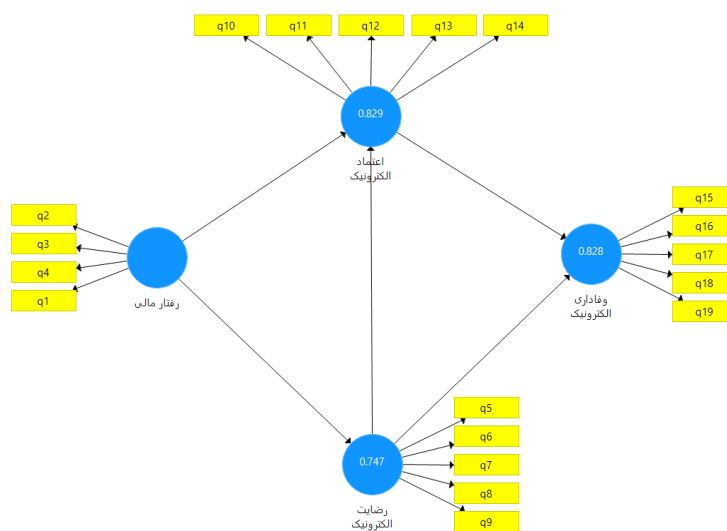 q10
q11
q12
q13
q14
0.829
اعتماد
الکترونیک
q2
q3
q4
q1
رفتار مالی
q15
q16
q17
q18
q19
0.828
وفاداری
الکترونیک
q5
q6
q7
q8
q9
0.747
رضایت
الکترونیک